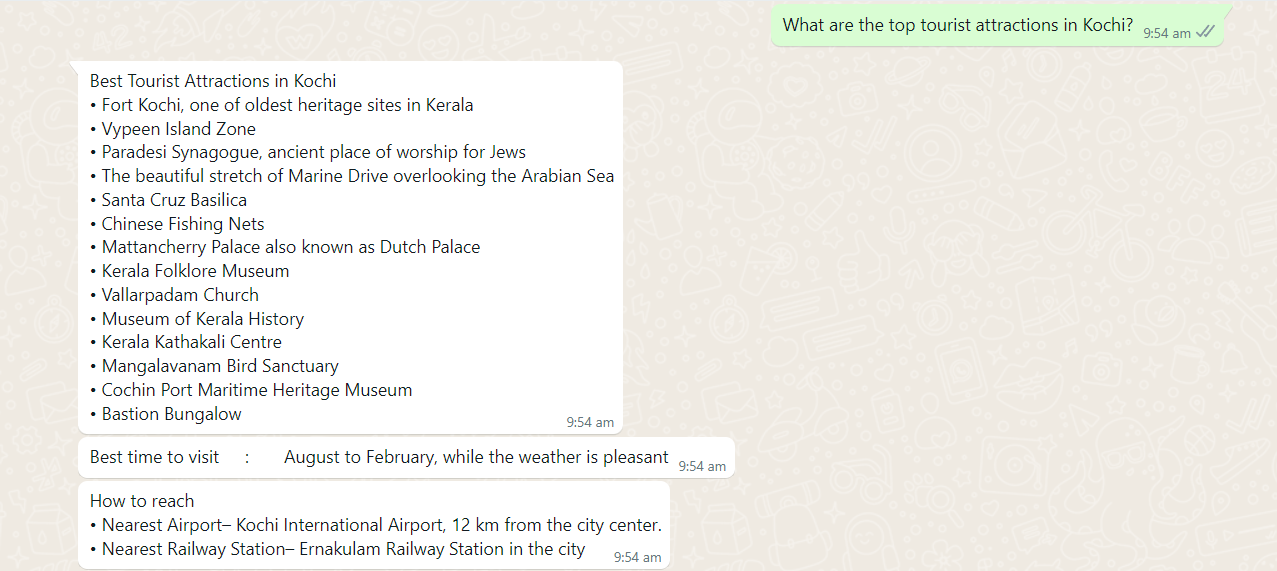 What are the top tourist attractions in Kochi? 9:54 am
Best Tourist Attractions in Kochi
• Fort Kochi, one of oldest heritage sites in Kerala
• Vypeen Island Zone
• Paradesi Synagogue, ancient place of worship for Jews
• The beautiful stretch of Marine Drive overlooking the Arabian Sea
• Santa Cruz Basilica
• Chinese Fishing Nets
• Mattancherry Palace also known as Dutch Palace
• Kerala Folklore Museum
• Vallarpadam Church
• Museum of Kerala History
• Kerala Kathakali Centre
• Mangalavanam Bird Sanctuary
• Cochin Port Maritime Heritage Museum
• Bastion Bungalow
9:54 am
Best time to visit : August to February, while the weather is pleasant 9:54 am
How to reach
• Nearest Airport– Kochi International Airport, 12 km from the city center.
• Nearest Railway Station– Ernakulam Railway Station in the city 9:54 am